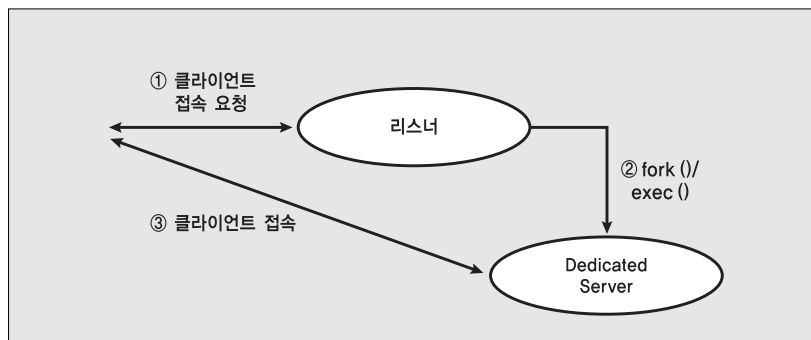 ① 클라이언트
접속 요청
리스너
② fork ()/
exec ()
③ 클라이언트 접속
Dedicated
Server